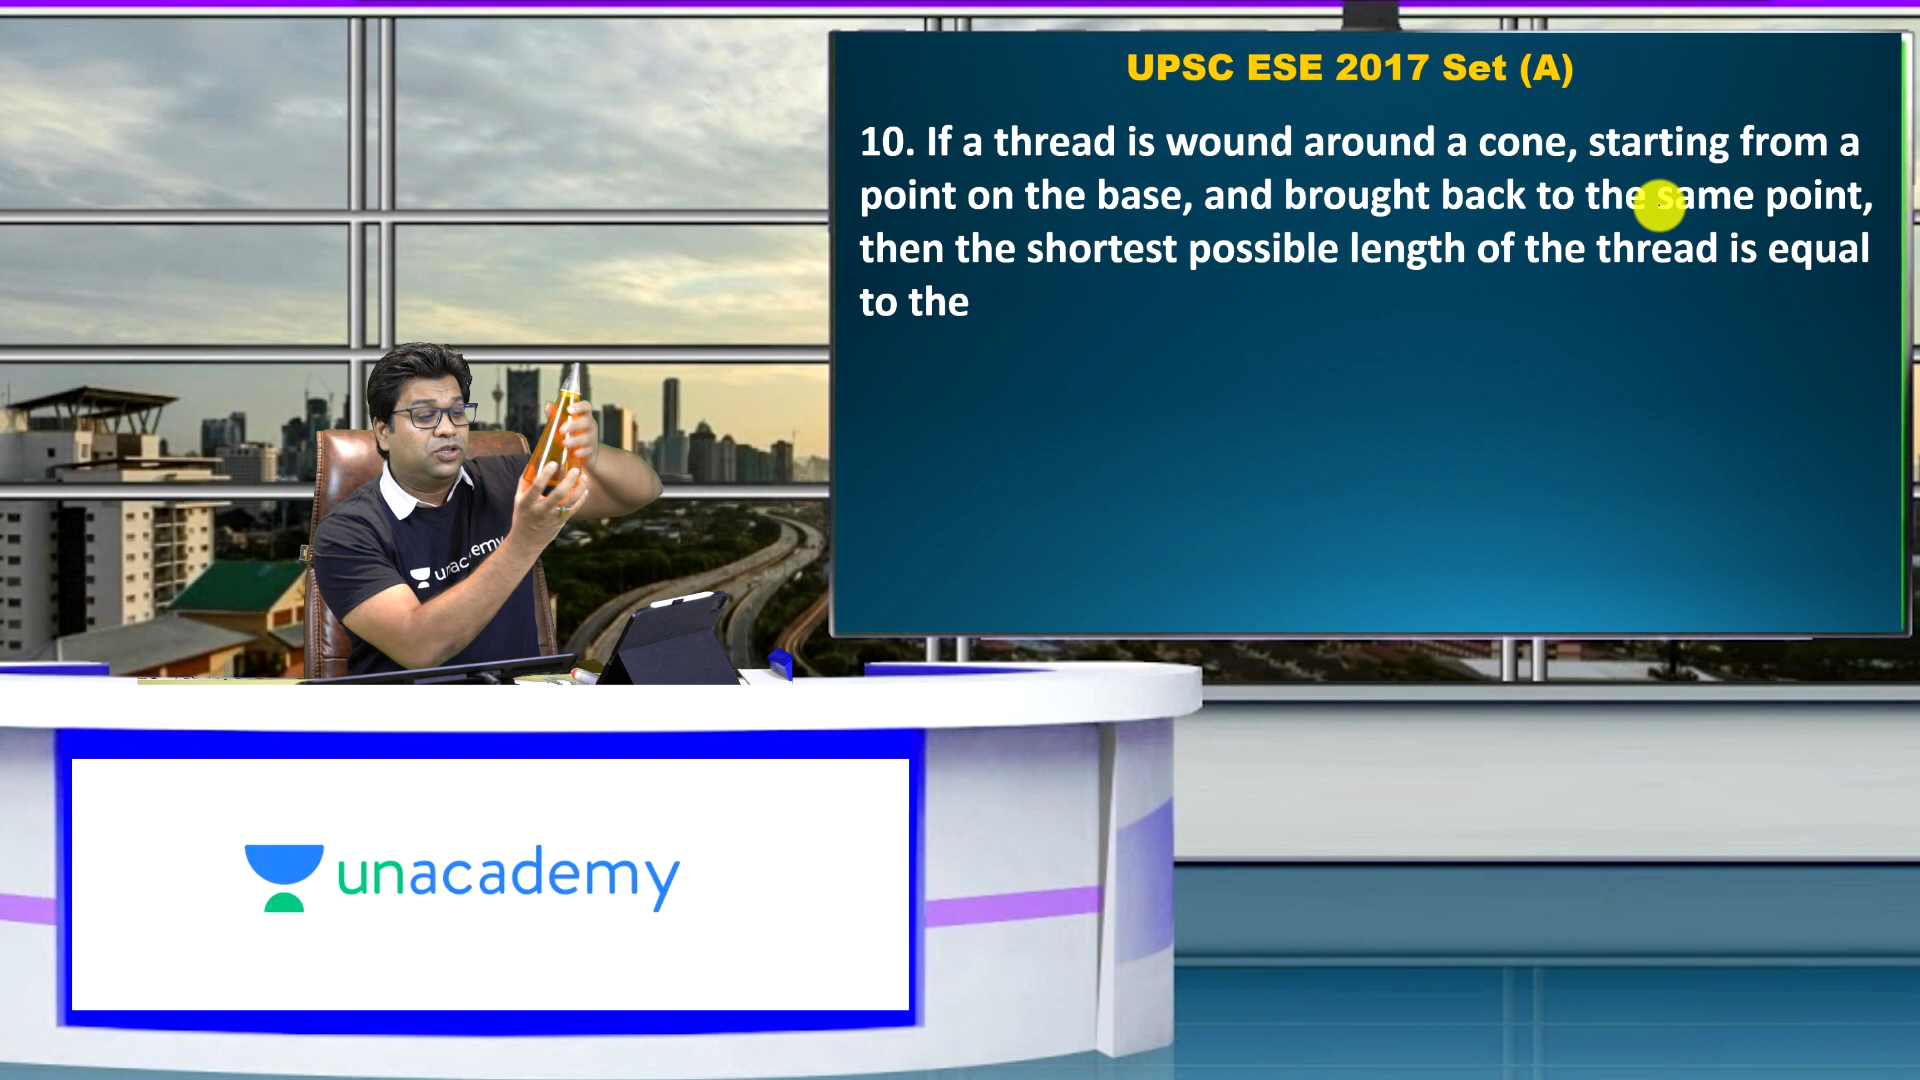 UPSC ESE 2017 Set (A)
10. If a thread is wound around a cone, starting from a
point on the base, and brought back to the same point,
then the shortest possible length of the thread is equal
to the
unacademy
unacademy